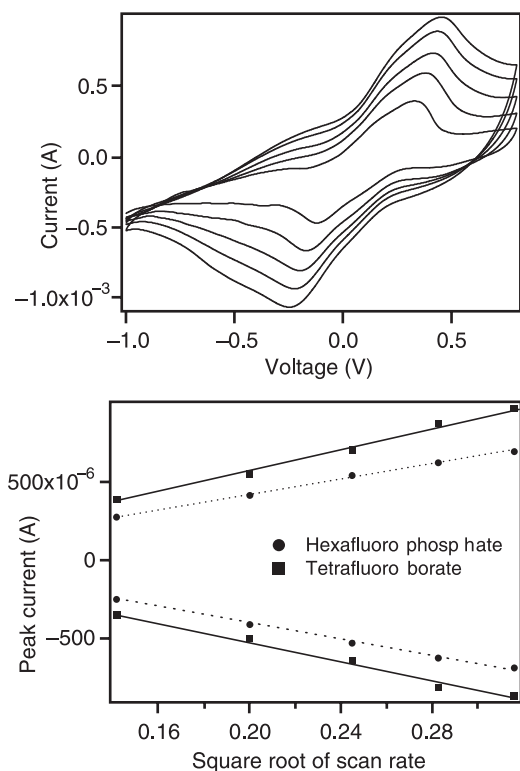 Current (A)
0.5
0.0
−0.5
−1.0x10⁻³
−1.0
−0.5
0.0
0.5
Voltage (V)
Peak current (A)
500x10⁻⁶
0
−500
Hexafluoro phosp hate
Tetrafluoro borate
0.16
0.20
0.24
0.28
Square root of scan rate